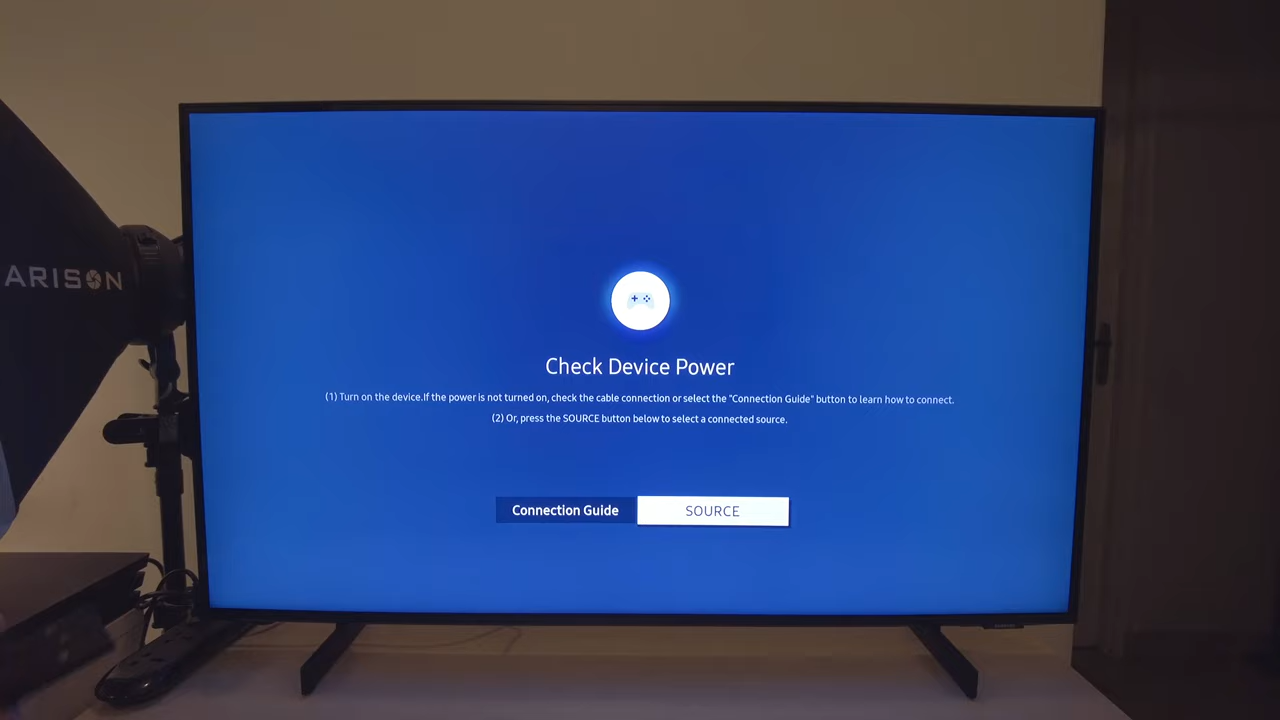 ARISON
Check Device Power
(1) Turn on the device.If the power is not turned on, check the cable connection or select the "Connection Guide" button to learn how to connect.
(2) Or, press the SOURCE button below to select a connected source.
Connection Guide
SOURCE